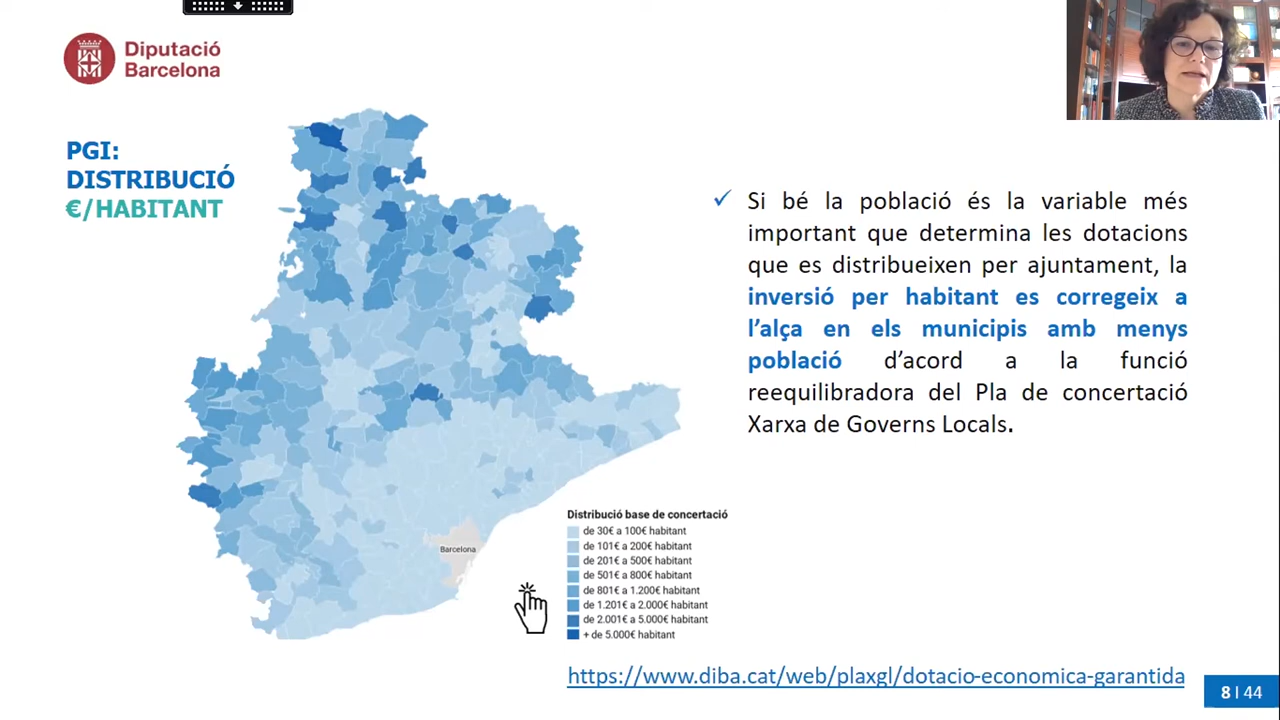 Diputació
Barcelona
PGI:
DISTRIBUCIÓ
€/HABITANT
Si bé la població és la variable més
important que determina les dotacions
que es distribueixen per ajuntament, la
inversió per habitant es corregeix a
l'alça en els municipis amb menys
població d'acord a la funció
reequilibradora del Pla de concertació
Xarxa de Governs Locals.
Barcelona
Distribució base de concertació
de 30€ a 100€ habitant
de 101€ a 200€ habitant
de 201€ a 500€ habitant
de 501€ a 800€ habitant
de 801€ a 1.200€ habitant
de 1.201€ a 2.000€ habitant
de 2.001€ a 5.000€ habitant
+ de 5.000€ habitant
https://www.diba.cat/web/plaxgl/dotacio-economica-garantida
8 | 44